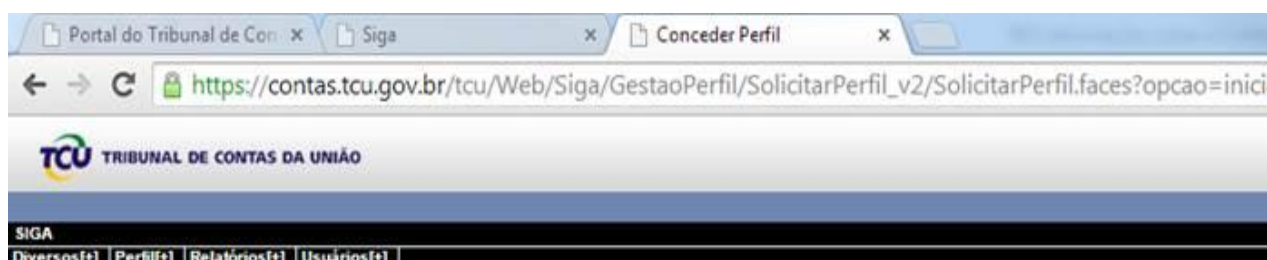 Portal do Tribunal de Con Siga Conceder Perfil
https://contas.tcu.gov.br/tcu/Web/Siga/GestaoPerfil/SolicitarPerfil_v2/SolicitarPerfil.faces?opcao=inici
TCU TRIBUNAL DE CONTAS DA UNIÃO
SIGA
Diversos[+] Perfil[+] Relatórios[+] Usuários[+]